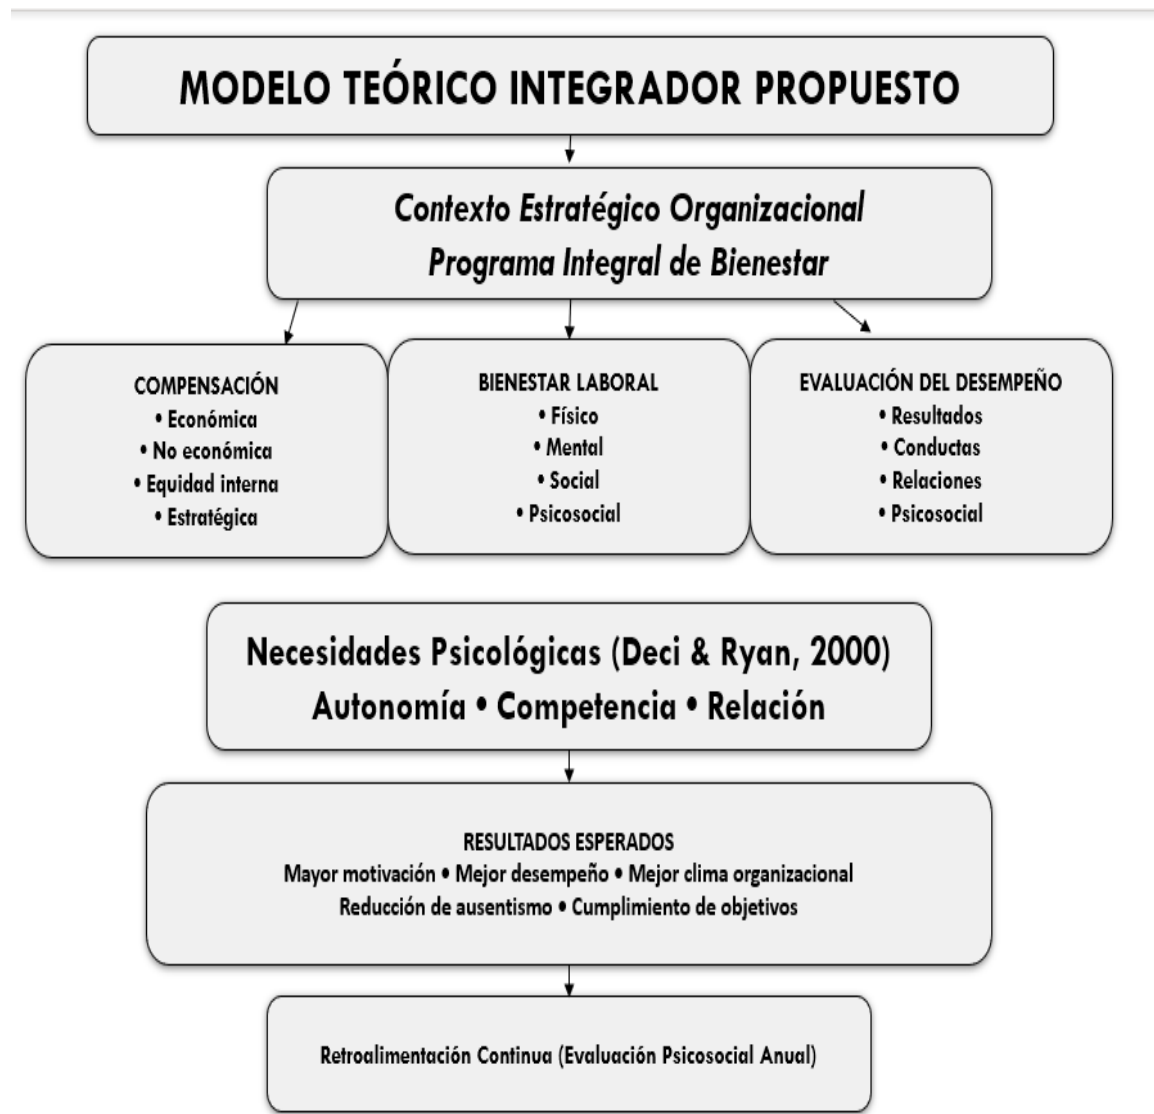 MODELO TEÓRICO INTEGRADOR PROPUESTO
Contexto Estratégico Organizacional
Programa Integral de Bienestar
COMPENSACIÓN
• Económica
• No económica
• Equidad interna
• Estratégica
BIENESTAR LABORAL
• Físico
• Mental
• Social
• Psicosocial
EVALUACIÓN DEL DESEMPEÑO
• Resultados
• Conductas
• Relaciones
• Psicosocial
Necesidades Psicológicas (Deci & Ryan, 2000)
Autonomía • Competencia • Relación
RESULTADOS ESPERADOS
Mayor motivación • Mejor desempeño • Mejor clima organizacional
Reducción de ausentismo • Cumplimiento de objetivos
Retroalimentación Continua (Evaluación Psicosocial Anual)